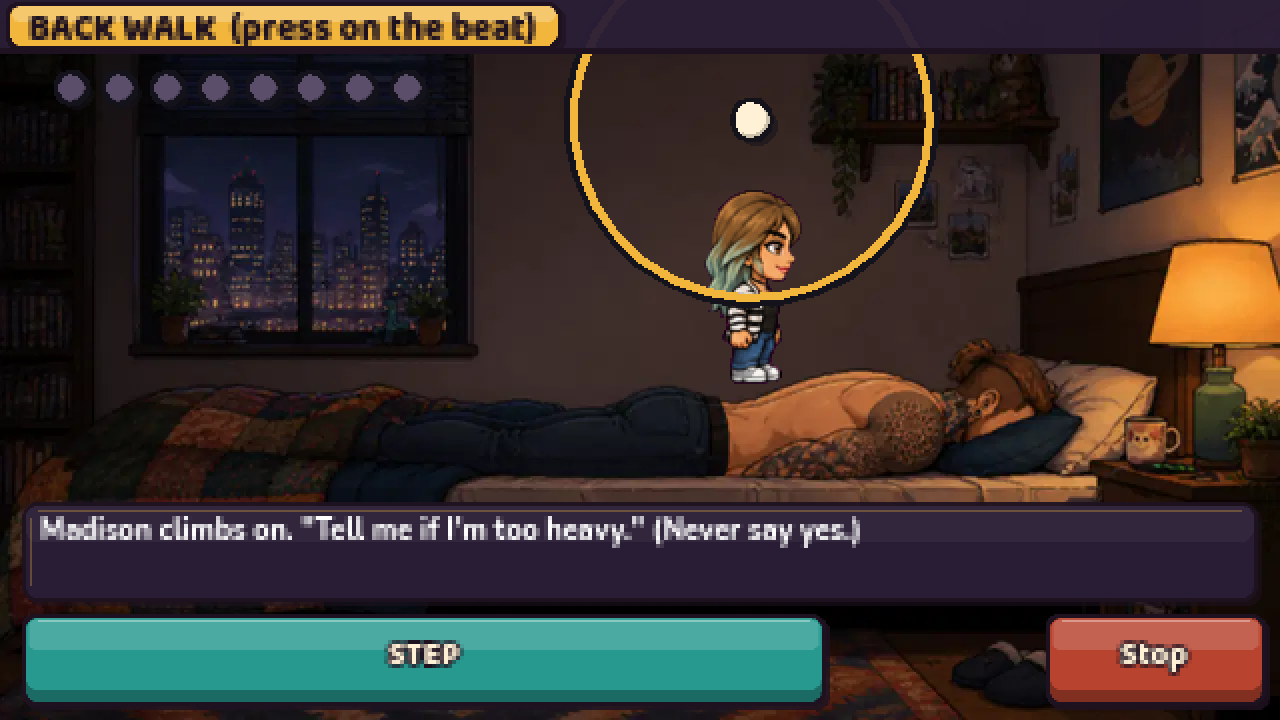 BACK WALK (press on the beat)
Madison climbs on. "Tell me if I'm too heavy." (Never say yes.)
STEP
Stop